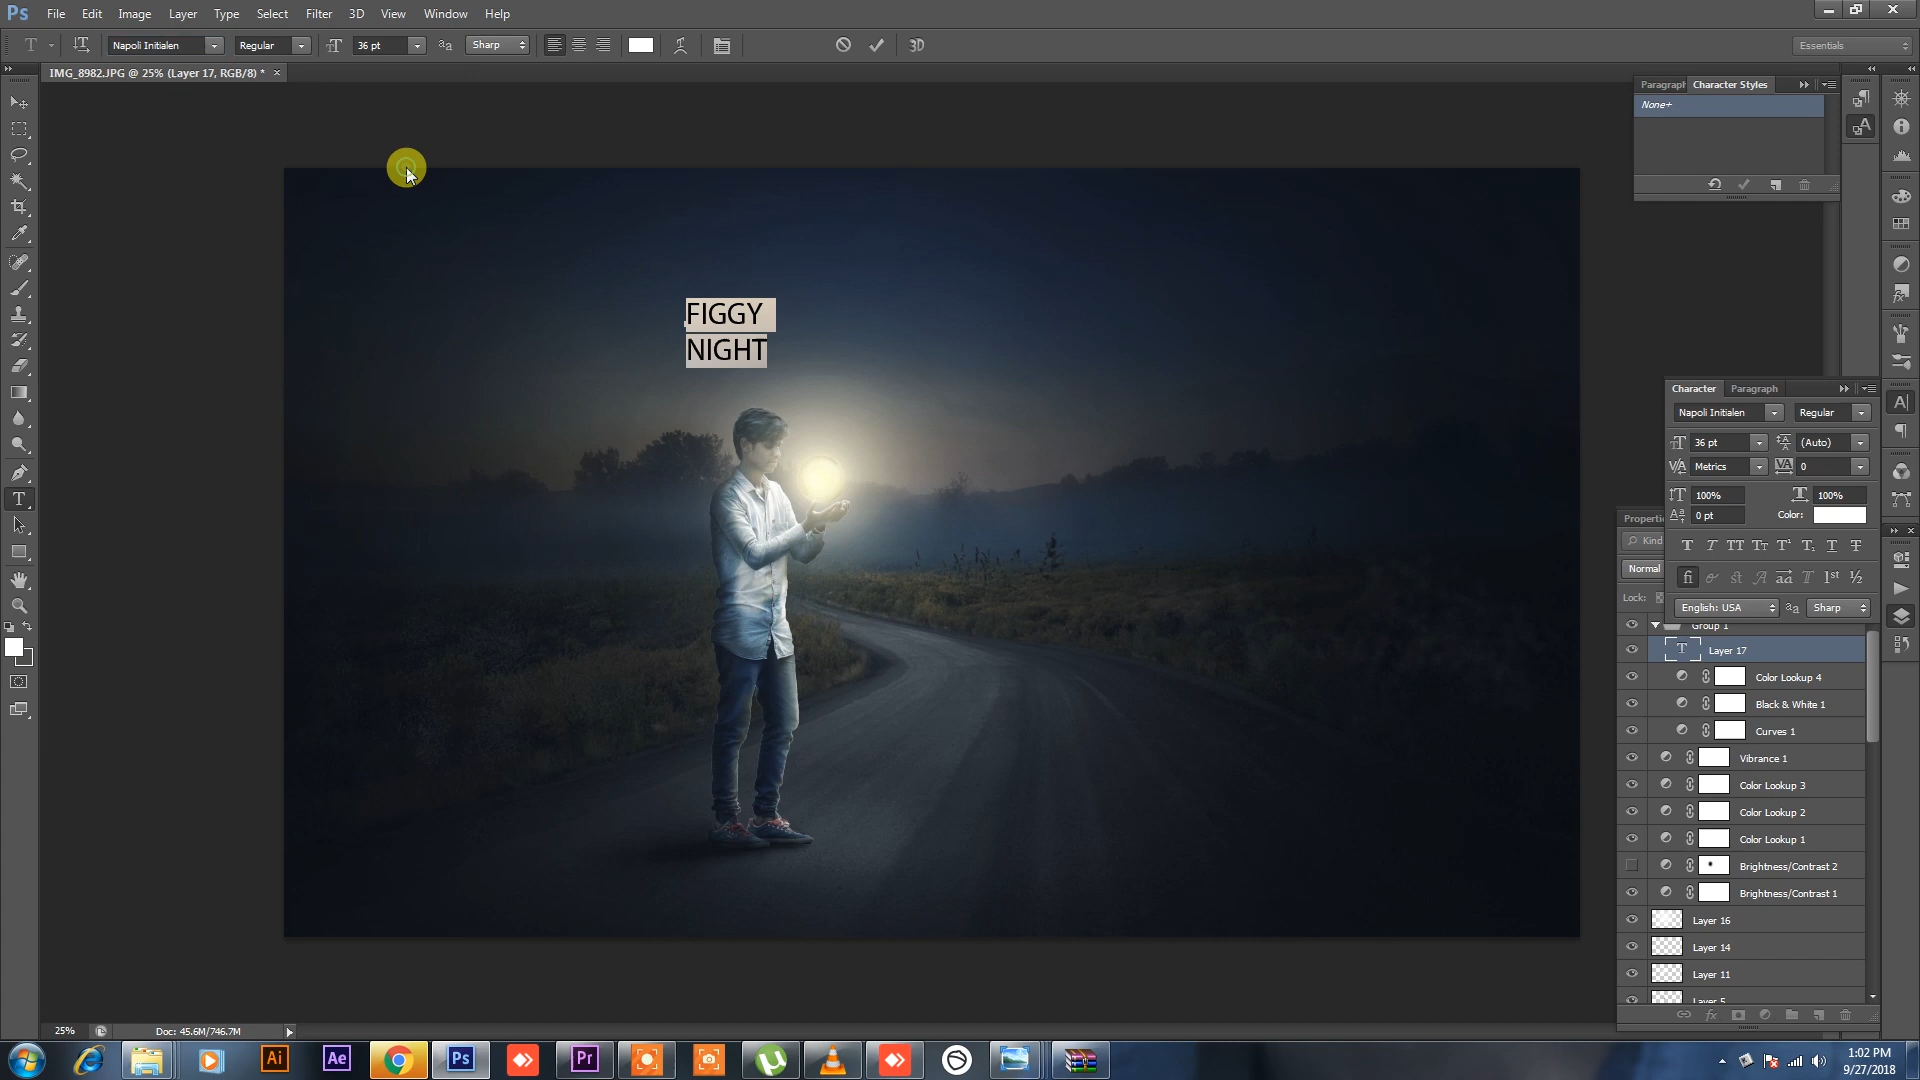 Ps File Edit Image Layer Type Select Filter 3D View Window Help
T Napoli Initialen Regular 36 pt Sharp 3D Essentials
IMG_8982.JPG @ 25% (Layer 17, RGB/8) * ×
Paragraph Character Styles
None+
FIGGY
NIGHT
Character Paragraph
Napoli Initialen Regular
36 pt (Auto)
Metrics 0
100% 100%
0 pt Color:
English: USA Sharp
Properti
Kind
Normal
Lock:
Group 1
Layer 17
Color Lookup 4
Black & White 1
Curves 1
Vibrance 1
Color Lookup 3
Color Lookup 2
Color Lookup 1
Brightness/Contrast 2
Brightness/Contrast 1
Layer 16
Layer 14
Layer 11
Layer 5
25% Doc: 45.6M/746.7M
Ai Ae Ps Pr
1:02 PM
9/27/2018